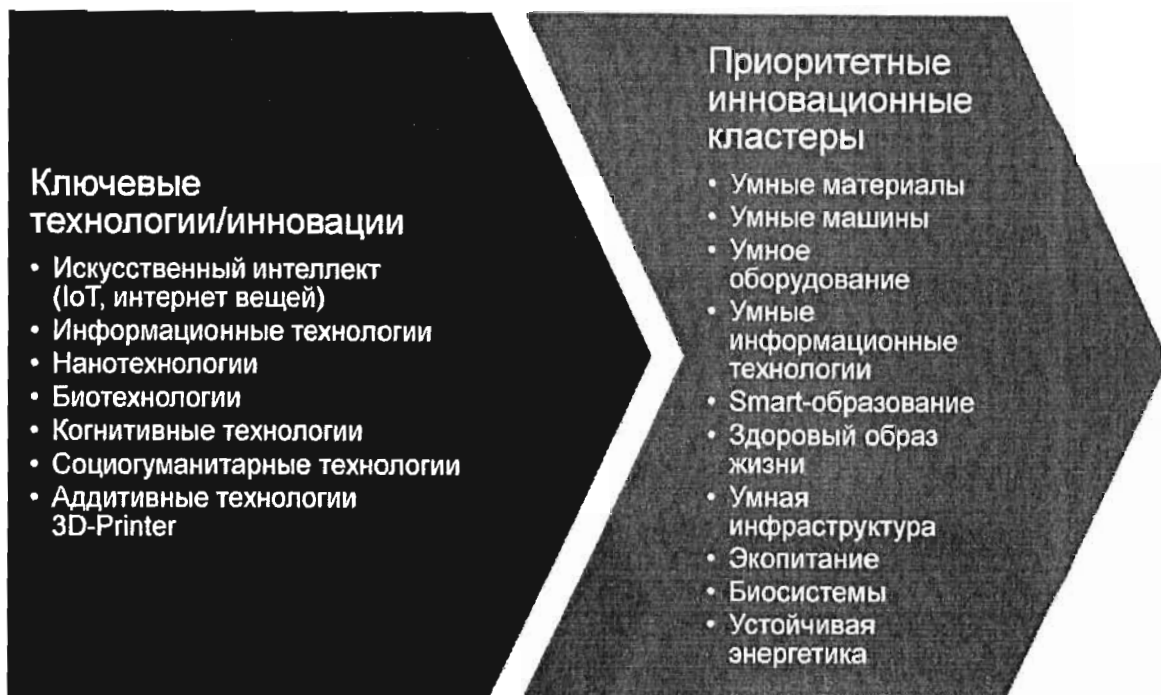 Ключевые
технологии/инновации
• Искусственный интеллект
(IoT, интернет вещей)
• Информационные технологии
• Нанотехнологии
• Биотехнологии
• Когнитивные технологии
• Социогуманитарные технологии
• Аддитивные технологии
3D-Printer
Приоритетные
инновационные
кластеры
• Умные материалы
• Умные машины
• Умное
оборудование
• Умные
информационные
технологии
• Smart-образование
• Здоровый образ
жизни
• Умная
инфраструктура
• Экопитание
• Биосистемы
• Устойчивая
энергетика